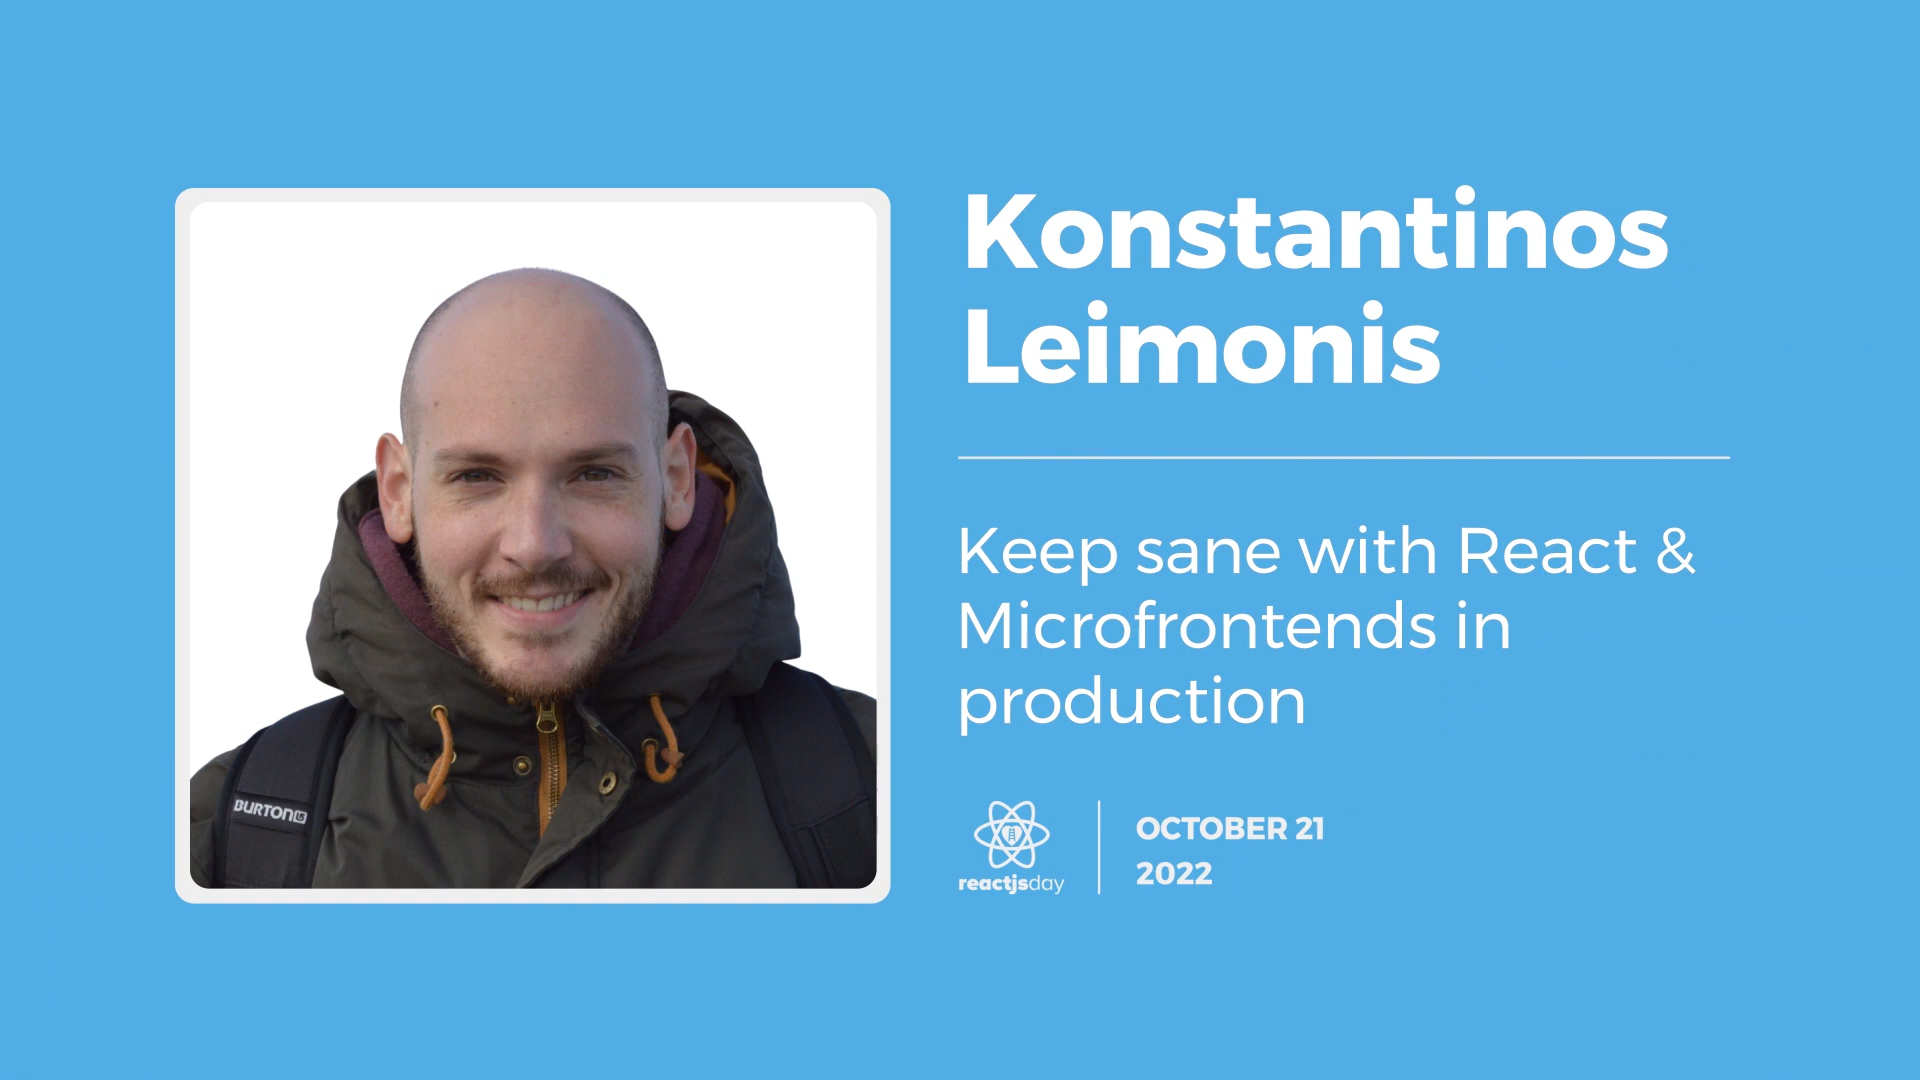 Konstantinos
Leimonis
Keep sane with React &
Microfrontends in
production
reactjsday
OCTOBER 21
2022
BURTON